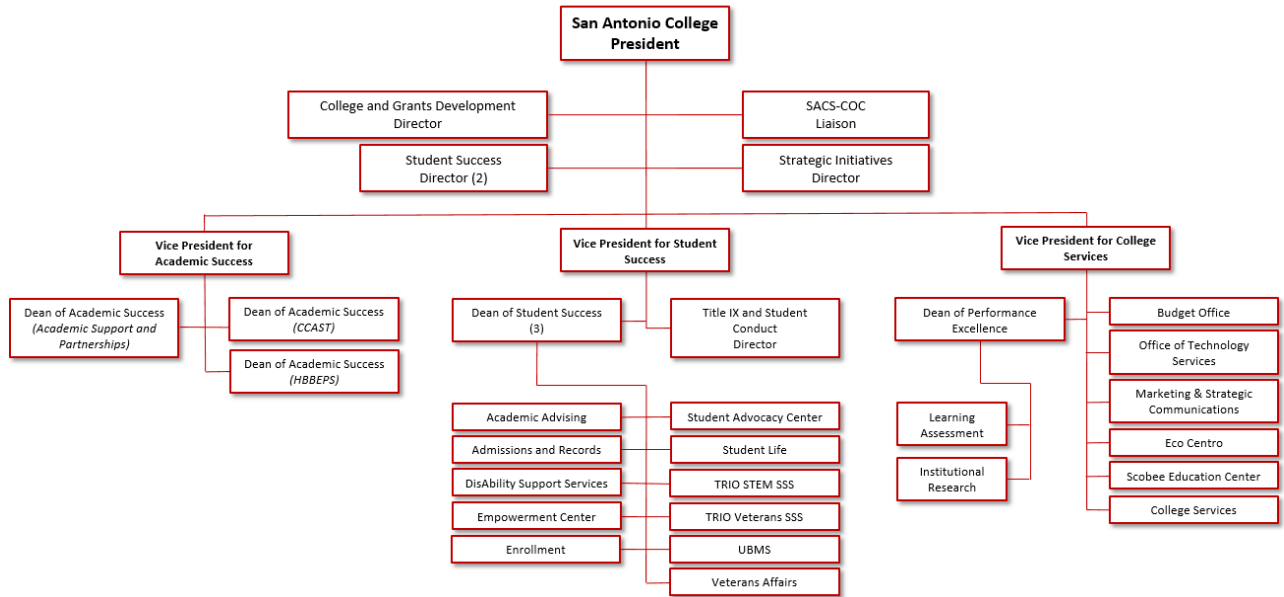 San Antonio College
President
College and Grants Development
Director
SACS-COC
Liaison
Student Success
Director (2)
Strategic Initiatives
Director
Vice President for
Academic Success
Vice President for Student
Success
Vice President for College
Services
Dean of Academic Success
(Academic Support and
Partnerships)
Dean of Academic Success
(CCAST)
Dean of Academic Success
(HBBEPS)
Dean of Student Success
(3)
Title IX and Student
Conduct
Director
Academic Advising
Student Advocacy Center
Admissions and Records
Student Life
DisAbility Support Services
TRIO STEM SSS
Empowerment Center
TRIO Veterans SSS
Enrollment
UBMS
Veterans Affairs
Dean of Performance
Excellence
Learning
Assessment
Institutional
Research
Budget Office
Office of Technology
Services
Marketing & Strategic
Communications
Eco Centro
Scobee Education Center
College Services